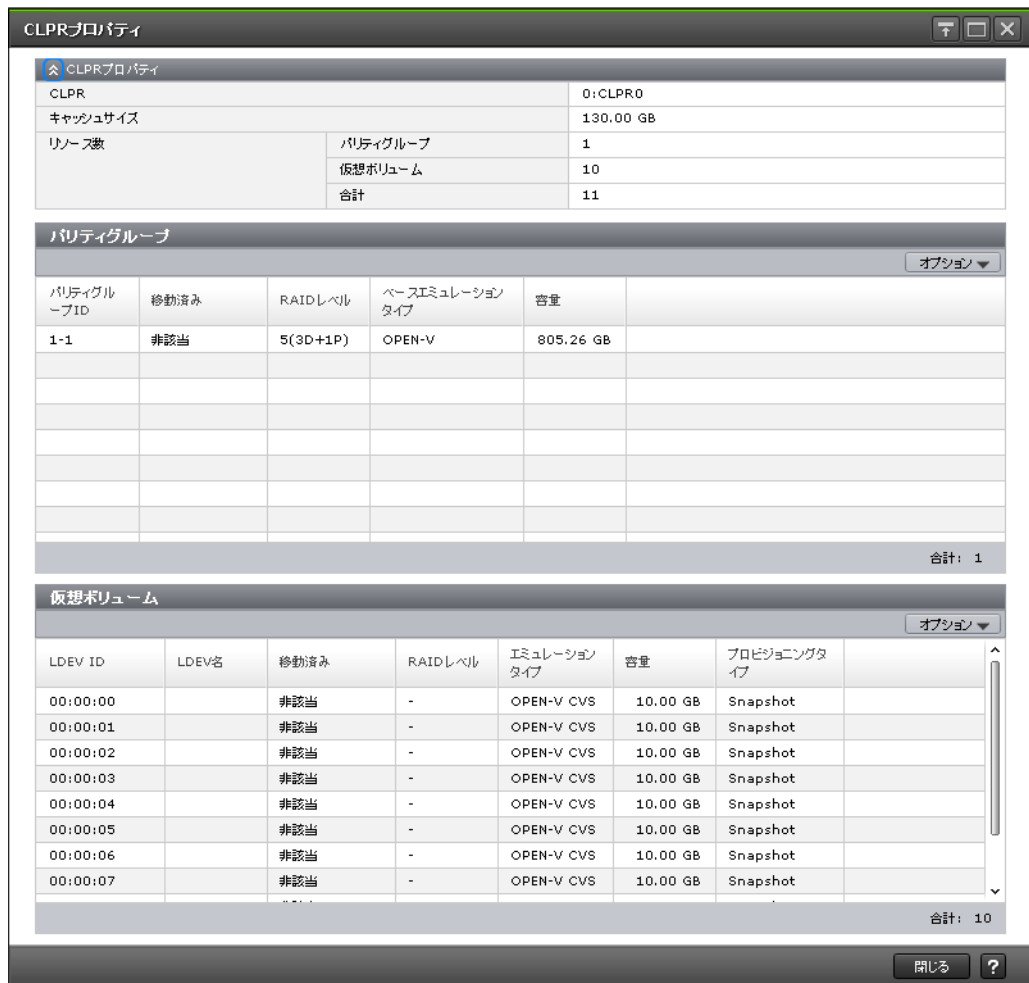 CLPRプロパティ
CLPRプロパティ
CLPR 0:CLPR0
キャッシュサイズ 130.00 GB
リソース数 パリティグループ 1
仮想ボリューム 10
合計 11
パリティグループ
オプション
パリティグル
ープID 移動済み RAIDレベル ベースエミュレーション
タイプ 容量
1-1 非該当 5(3D+1P) OPEN-V 805.26 GB
合計: 1
仮想ボリューム
オプション
LDEV ID LDEV名 移動済み RAIDレベル エミュレーション
タイプ 容量 プロビジョニングタ
イプ
00:00:00 非該当 - OPEN-V CVS 10.00 GB Snapshot
00:00:01 非該当 - OPEN-V CVS 10.00 GB Snapshot
00:00:02 非該当 - OPEN-V CVS 10.00 GB Snapshot
00:00:03 非該当 - OPEN-V CVS 10.00 GB Snapshot
00:00:04 非該当 - OPEN-V CVS 10.00 GB Snapshot
00:00:05 非該当 - OPEN-V CVS 10.00 GB Snapshot
00:00:06 非該当 - OPEN-V CVS 10.00 GB Snapshot
00:00:07 非該当 - OPEN-V CVS 10.00 GB Snapshot
合計: 10
閉じる ?